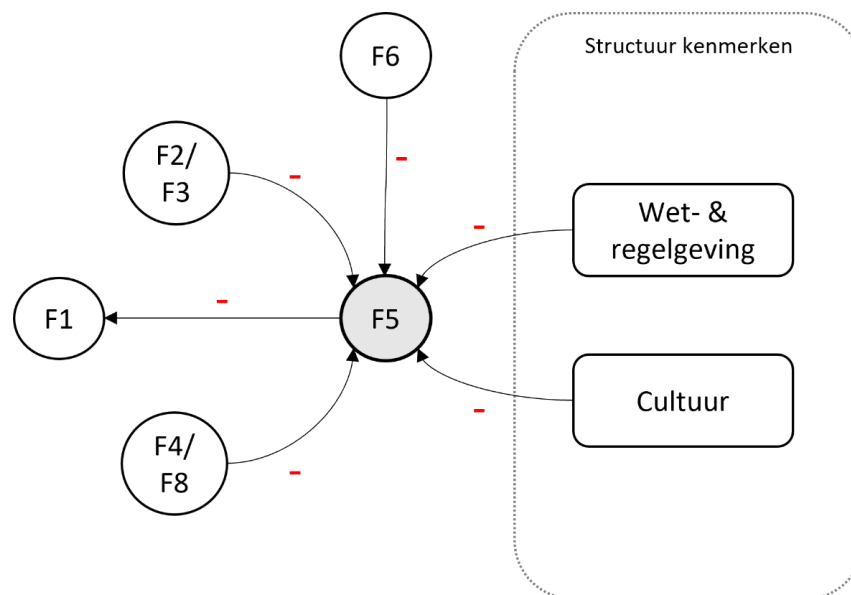 F6
Structuur kenmerken
F2/
F3
-
-
Wet- &
regelgeving
-
F1
-
F5
Cultuur
-
F4/
F8
-